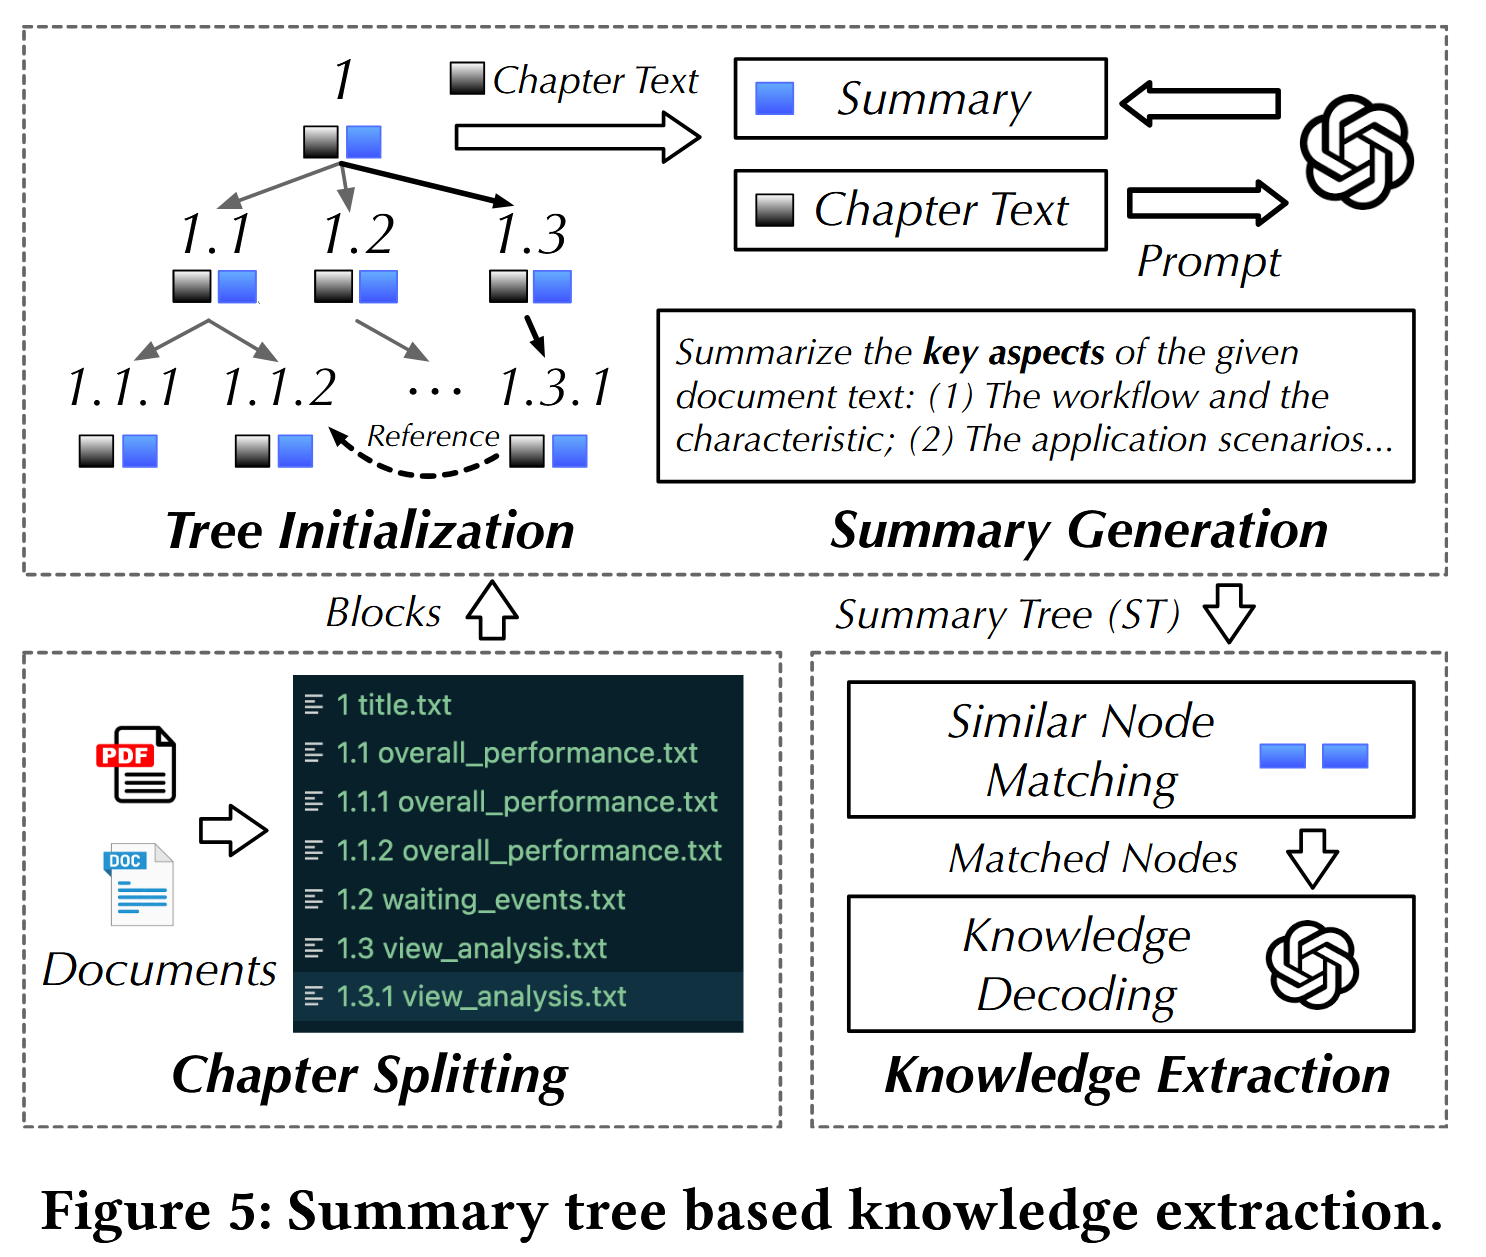 1
Chapter Text
Summary
1.1 1.2 1.3
Chapter Text
Prompt
1.1.1 1.1.2 ... 1.3.1
Reference
Summarize the key aspects of the given
document text: (1) The workflow and the
characteristic; (2) The application scenarios...
Tree Initialization
Summary Generation
Blocks
Summary Tree (ST)
PDF
DOC
Documents
1 title.txt
1.1 overall_performance.txt
1.1.1 overall_performance.txt
1.1.2 overall_performance.txt
1.2 waiting_events.txt
1.3 view_analysis.txt
1.3.1 view_analysis.txt
Chapter Splitting
Similar Node
Matching
Matched Nodes
Knowledge
Decoding
Knowledge Extraction
Figure 5: Summary tree based knowledge extraction.